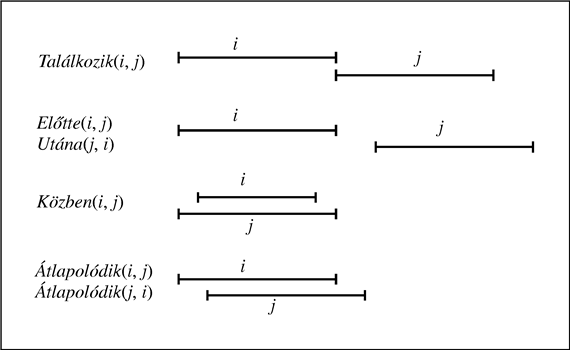 Találkozik(i, j)
i
j
Előtte(i, j)
Utána(j, i)
i
j
Közben(i, j)
i
j
Átlapolódik(i, j)
Átlapolódik(j, i)
i
j